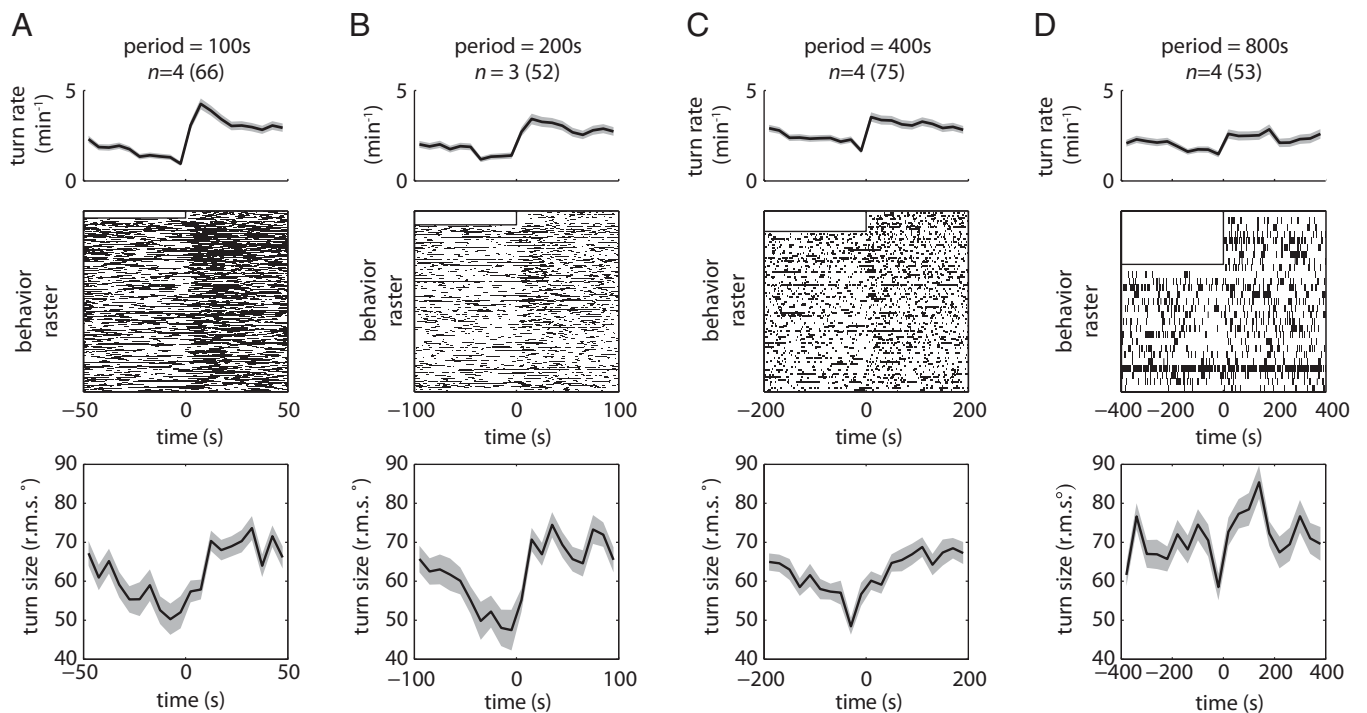 A
period = 100s
n=4 (66)
turn rate
(min⁻¹)
5
0
behavior
raster
−50
0
50
time (s)
turn size (r.m.s. °)
90
80
70
60
50
40
−50
0
50
time (s)
B
period = 200s
n = 3 (52)
(min⁻¹)
5
0
behavior
raster
−100
0
100
time (s)
turn size (r.m.s. °)
90
80
70
60
50
40
−100
0
100
time (s)
C
period = 400s
n=4 (75)
turn rate
(min⁻¹)
5
0
behavior
raster
−200
0
200
time (s)
turn size (r.m.s. °)
90
80
70
60
50
40
−200
0
200
time (s)
D
period = 800s
n=4 (53)
turn rate
(min⁻¹)
5
0
behavior
raster
−400
−200
0
200
400
time (s)
turn size (r.m.s°)
90
80
70
60
50
40
−400
−200
0
200
400
time (s)